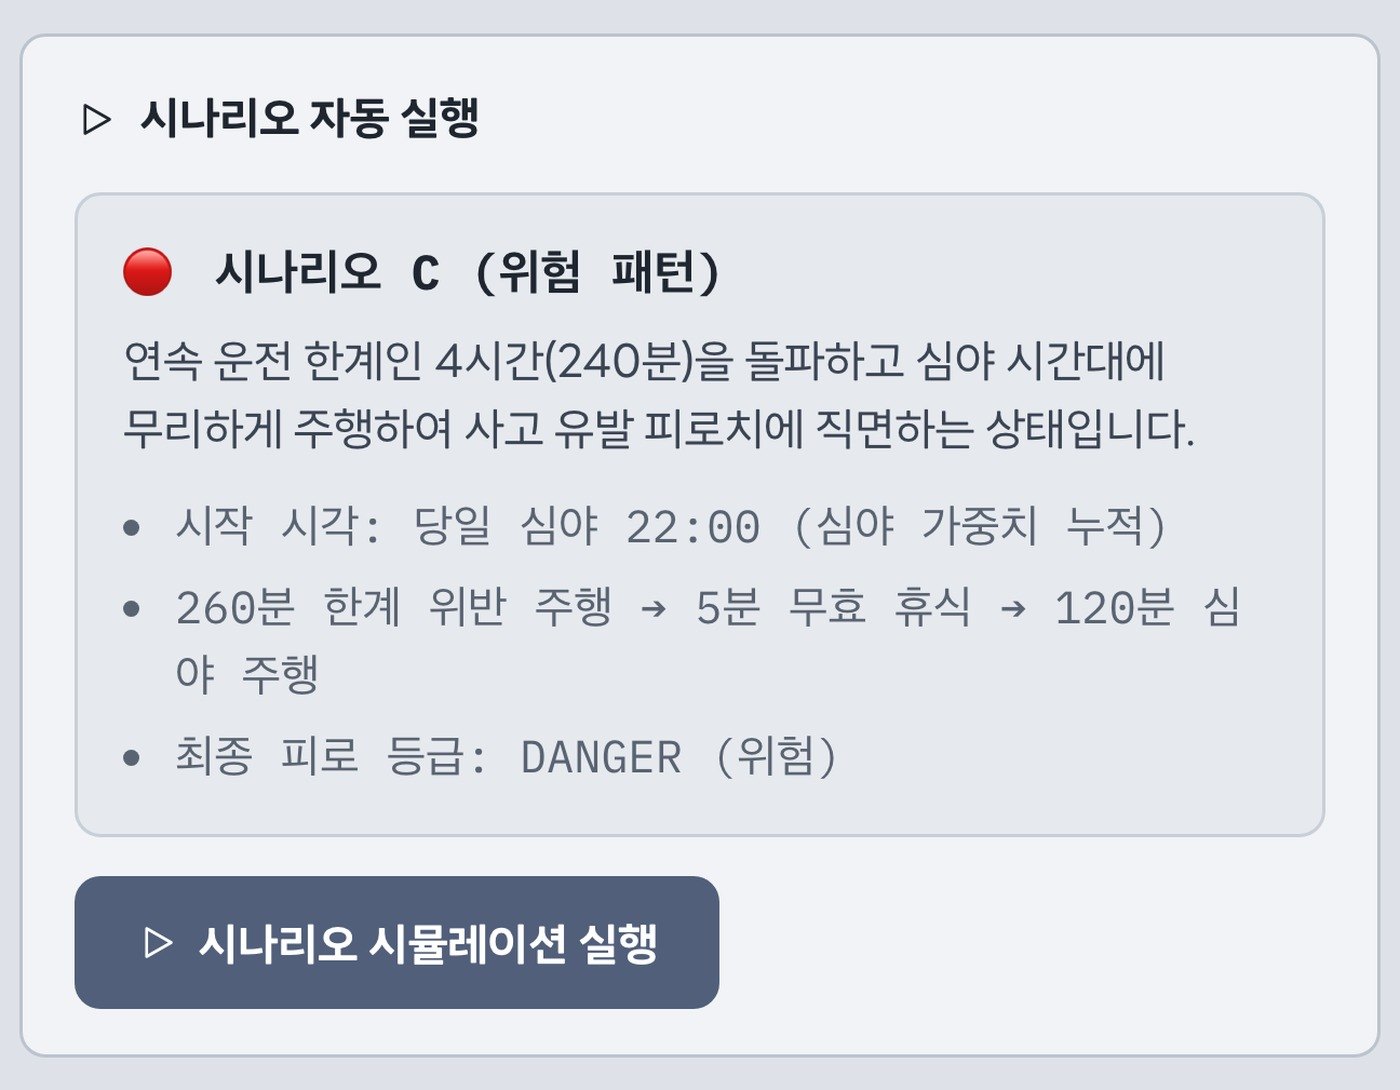 ▷ 시나리오 자동 실행
🔴 시나리오 C (위험 패턴)
연속 운전 한계인 4시간(240분)을 돌파하고 심야 시간대에
무리하게 주행하여 사고 유발 피로치에 직면하는 상태입니다.
• 시작 시각: 당일 심야 22:00 (심야 가중치 누적)
• 260분 한계 위반 주행 → 5분 무효 휴식 → 120분 심
야 주행
• 최종 피로 등급: DANGER (위험)
▷ 시나리오 시뮬레이션 실행